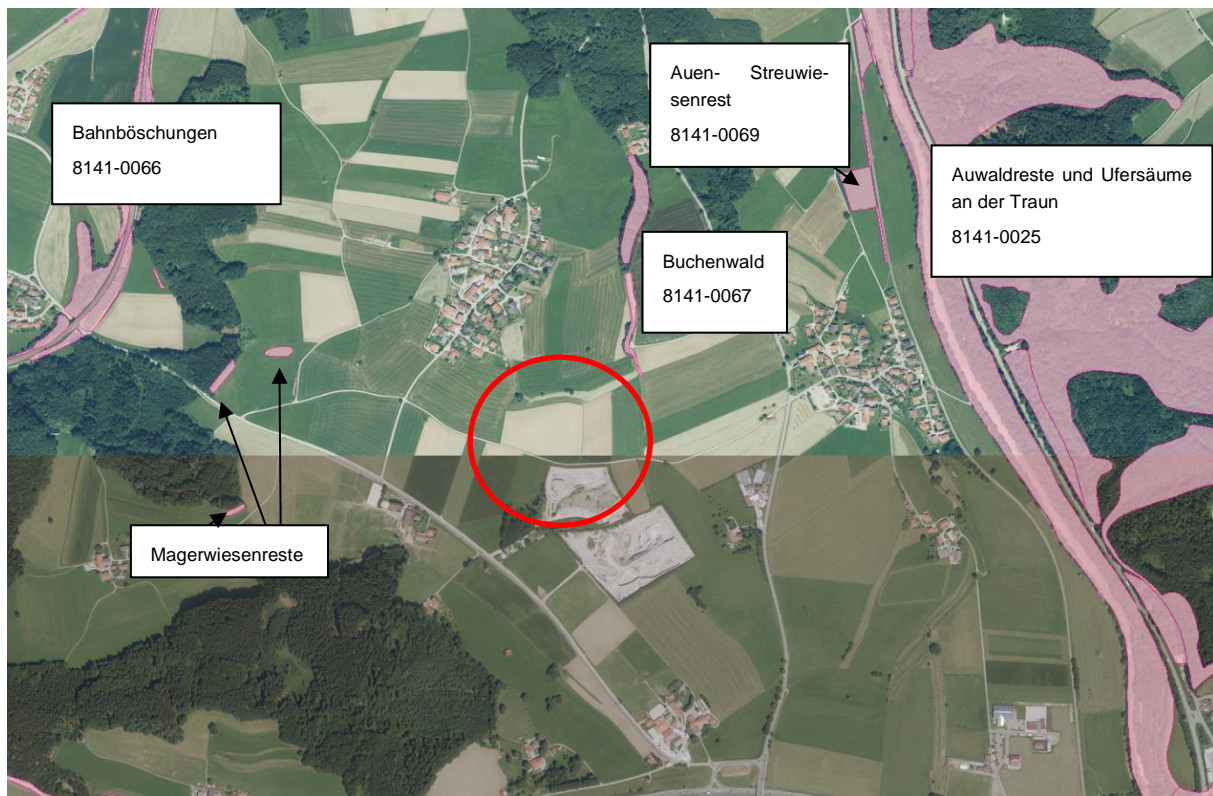 Bahnböschungen
8141-0066
Auen- Streuwie-
senrest
8141-0069
Auwaldreste und Ufersäume
an der Traun
8141-0025
Buchenwald
8141-0067
Magerwiesenreste